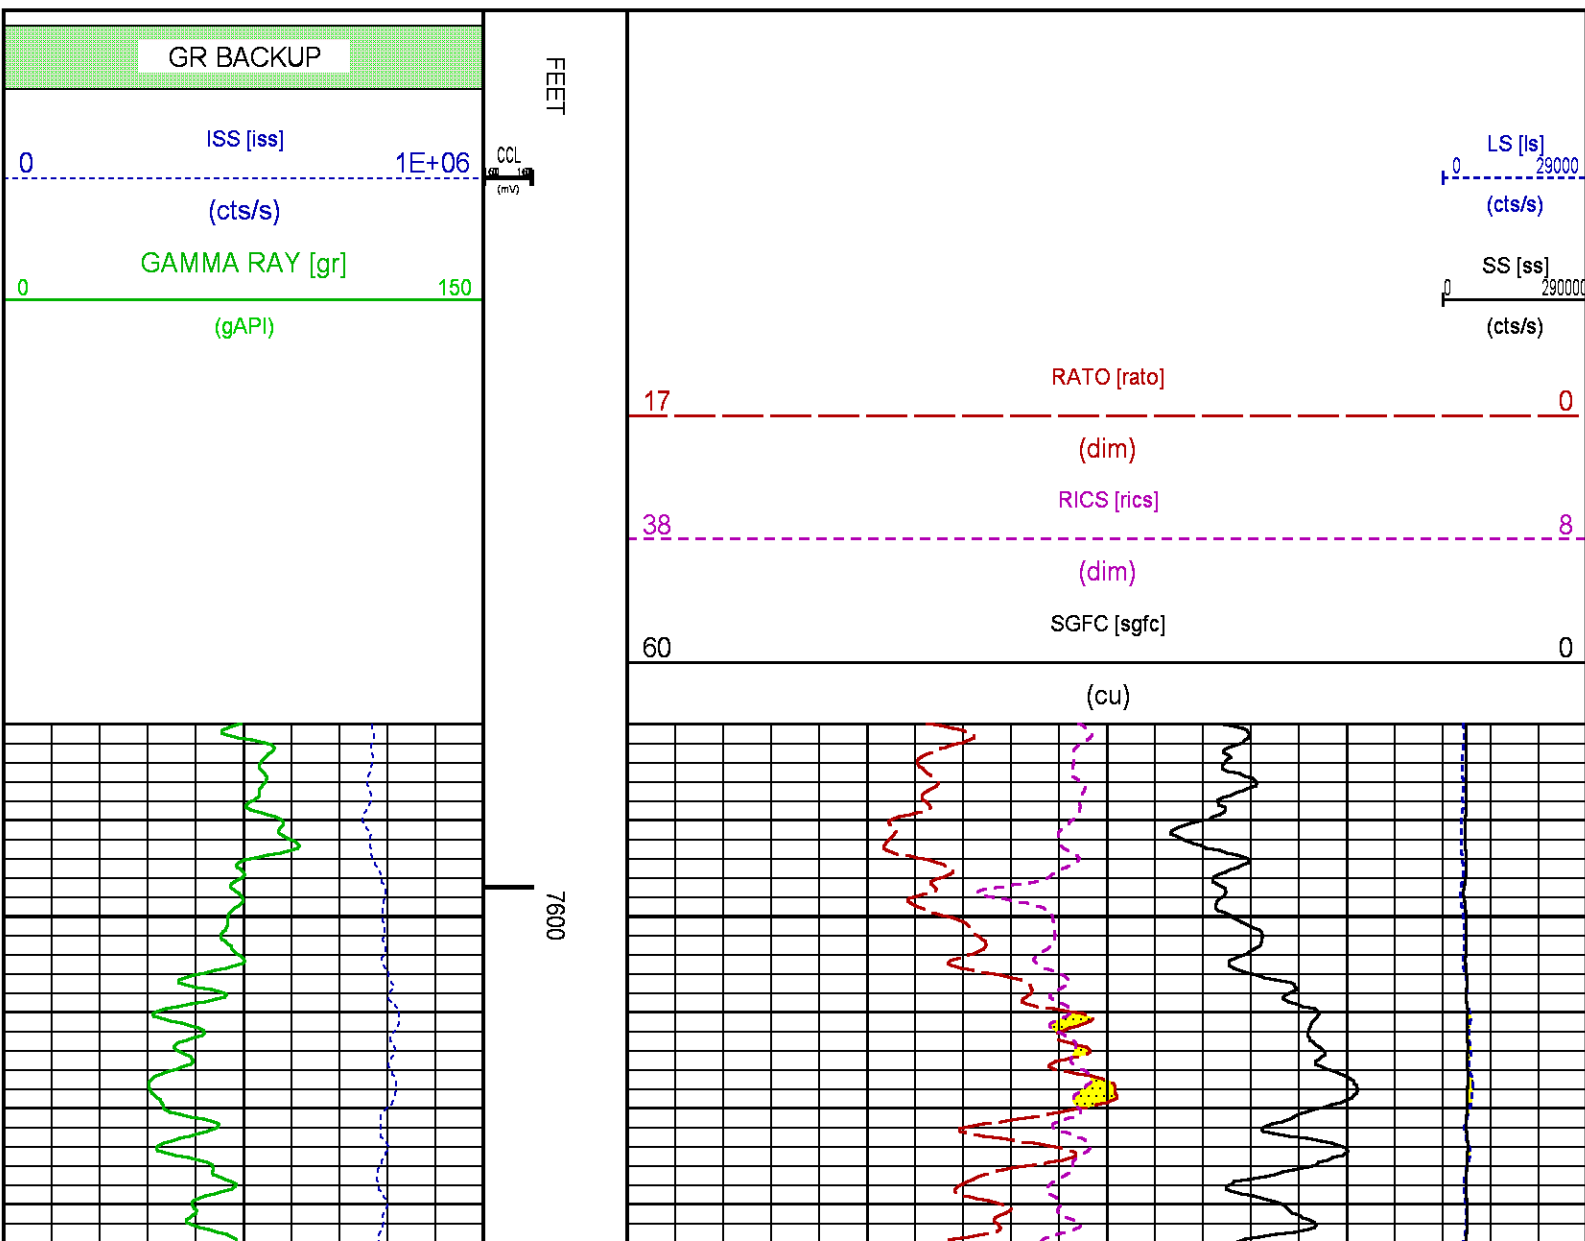 GR BACKUP
ISS [iss]
0 1E+06
(cts/s)
GAMMA RAY [gr]
0 150
(gAPI)
FEET
CCL
(mV)
7600
LS [ls]
0 29000
(cts/s)
SS [ss]
0 290000
(cts/s)
RATO [rato]
17 0
(dim)
RICS [rics]
38 8
(dim)
SGFC [sgfc]
60 0
(cu)